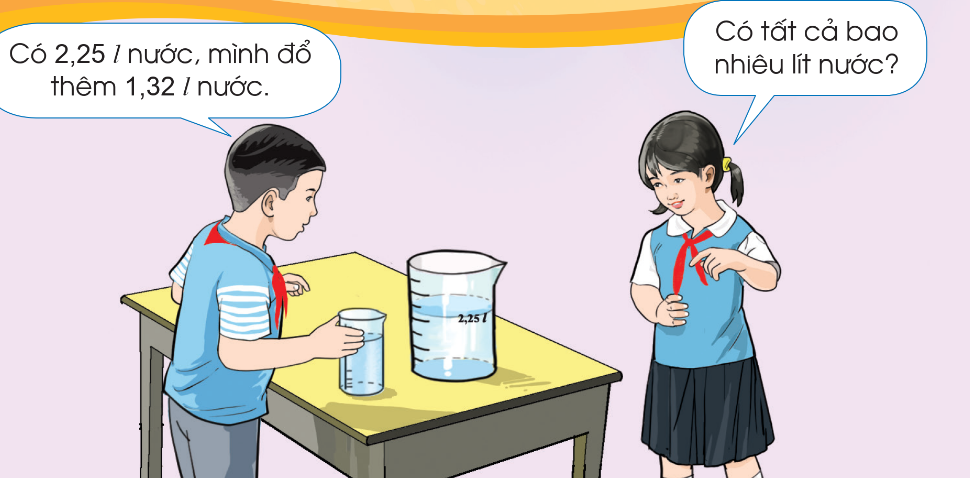 Có 2,25 l nước, mình đổ
thêm 1,32 l nước.
Có tất cả bao
nhiêu lít nước?
2,25 l